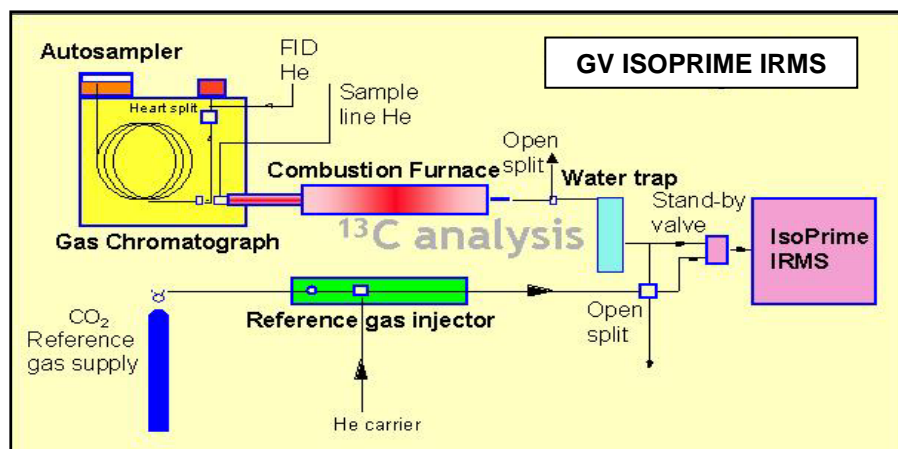 GV ISOPRIME IRMS
Autosampler
FID
He
Heart split
Sample
line He
Combustion Furnace
Open
split
Water trap
Stand-by
valve
Gas Chromatograph
¹³C analysis
IsoPrime
IRMS
CO₂
Reference
gas supply
Reference gas injector
Open
split
He carrier